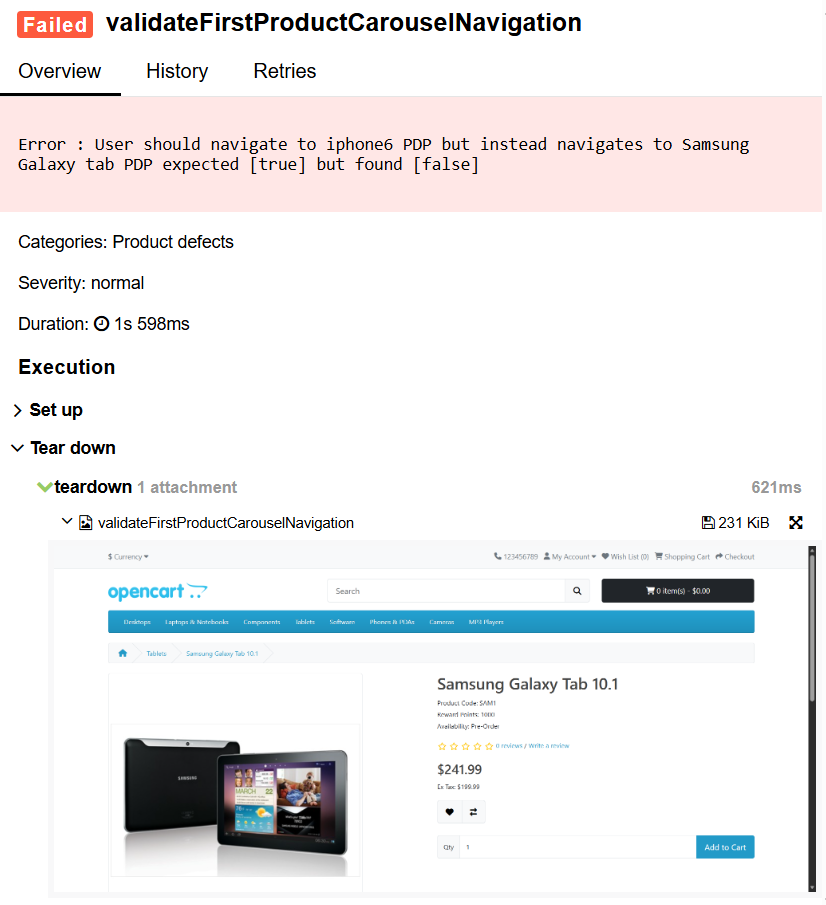 Failed validateFirstProductCarouselNavigation
Overview History Retries
Error : User should navigate to iphone6 PDP but instead navigates to Samsung
Galaxy tab PDP expected [true] but found [false]
Categories: Product defects
Severity: normal
Duration: 1s 598ms
Execution
Set up
Tear down
teardown 1 attachment 621ms
validateFirstProductCarouselNavigation 231 KiB
$ Currency 123456789 My Account Wish List (0) Shopping Cart Checkout
opencart Search 0 item(s) - $0.00
Desktops Laptops & Notebooks Components Tablets Software Phones & PDAs Cameras MP3 Players
Tablets Samsung Galaxy Tab 10.1
Samsung Galaxy Tab 10.1
Product Code: SAM1
Reward Points: 1000
Availability: Pre-Order
0 reviews / Write a review
$241.99
Ex Tax: $199.99
SAMSUNG
MARCH 22
Qty 1 Add to Cart